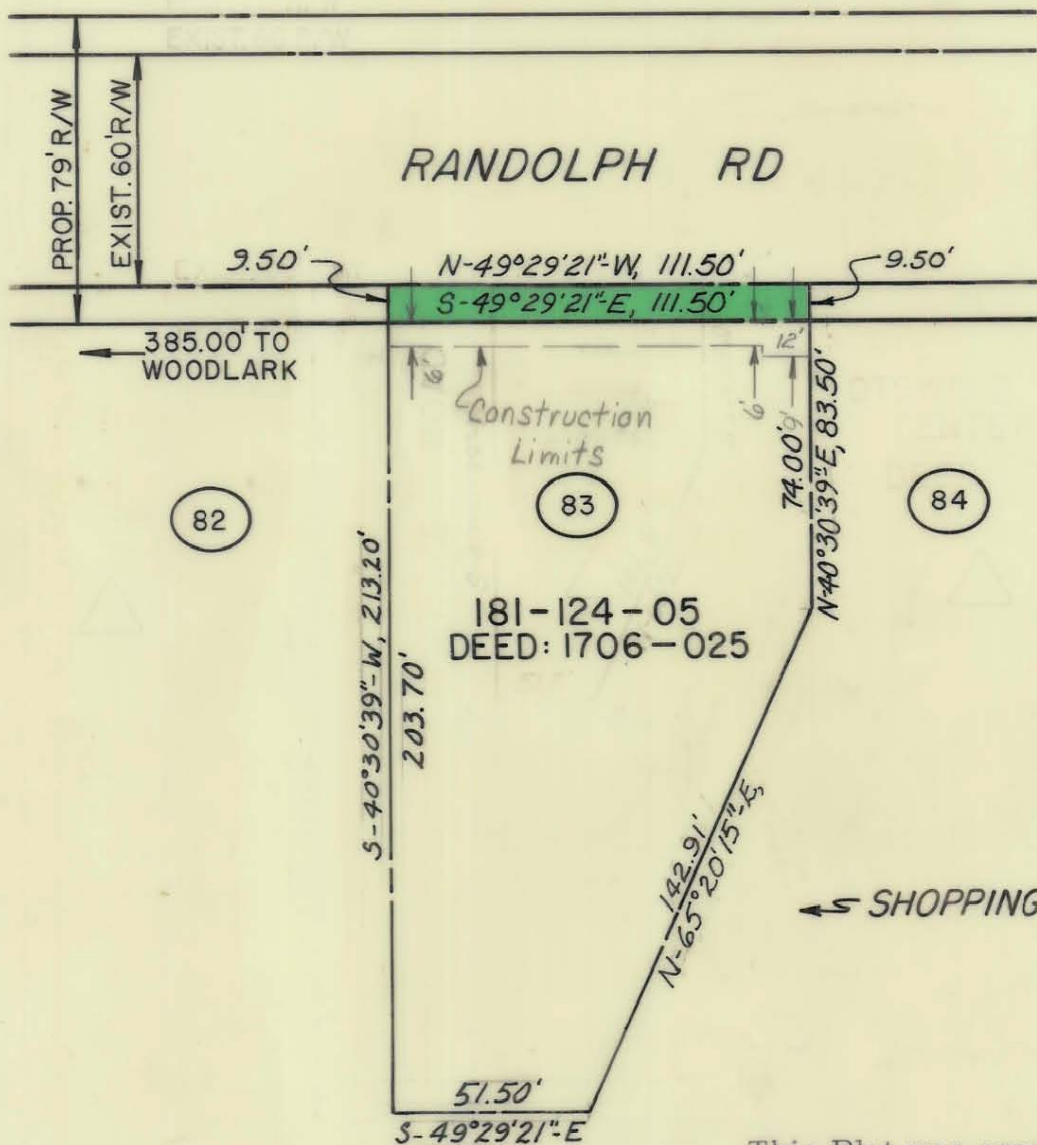 PROP. 79' R/W
EXIST. 60' R/W
RANDOLPH RD
9.50'
N-49°29'21"-W, 111.50'
9.50'
S-49°29'21"-E, 111.50'
385.00' TO
WOODLARK
6'
Construction
Limits
6'
12'
9'
74.00'
N-40°30'39"E, 83.50'
82
83
84
S-40°30'39"-W, 213.20'
203.70'
181-124-05
DEED: 1706-025
142.91'
N-65°20'15"-E,
SHOPPING
51.50'
S-49°29'21"-E
This Plat